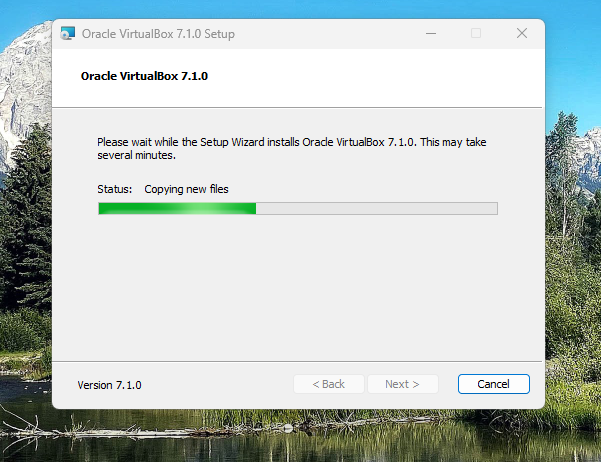 Oracle VirtualBox 7.1.0 Setup
Oracle VirtualBox 7.1.0
Please wait while the Setup Wizard installs Oracle VirtualBox 7.1.0. This may take
several minutes.
Status: Copying new files
Version 7.1.0
< Back
Next >
Cancel